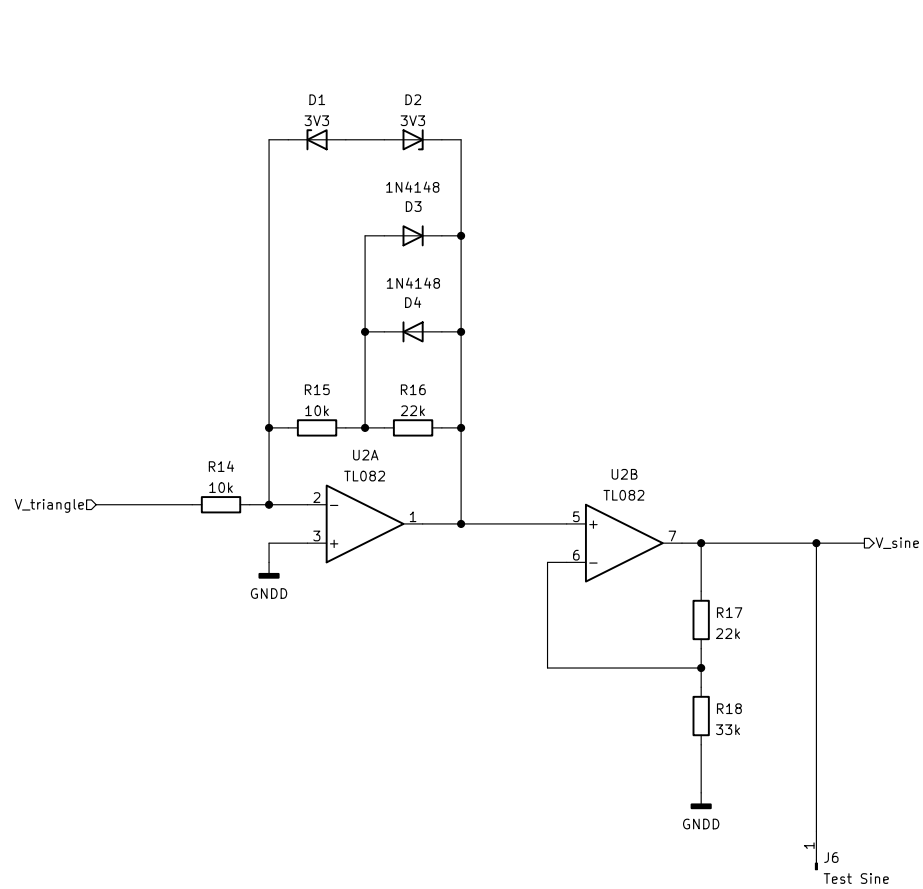 D1
3V3
D2
3V3
1N4148
D3
1N4148
D4
R15
10k
R16
22k
R14
10k
U2A
TL082
V_triangle
2
−
3
+
1
GNDD
U2B
TL082
5
+
6
−
7
V_sine
R17
22k
R18
33k
GNDD
1
J6
Test Sine